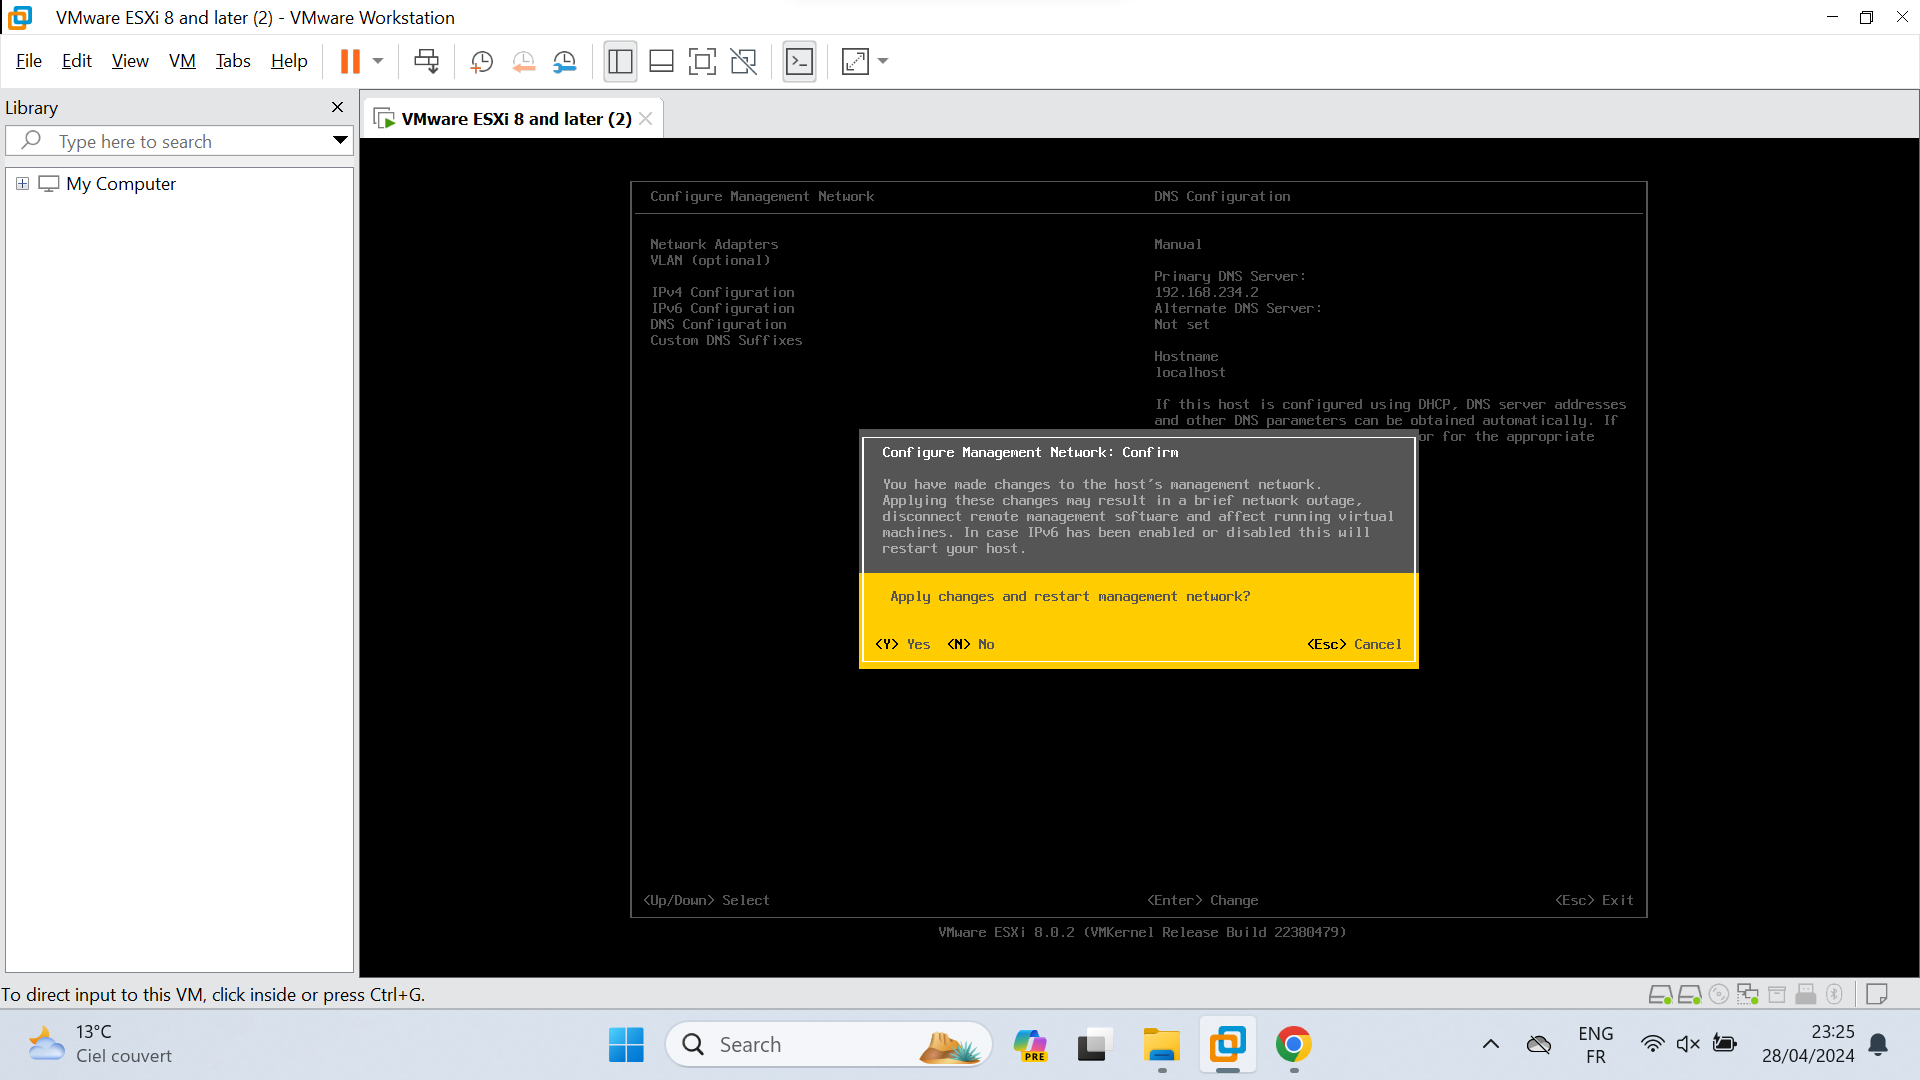 VMware ESXi 8 and later (2) - VMware Workstation
File Edit View VM Tabs Help
Library
Type here to search
My Computer
VMware ESXi 8 and later (2)
Configure Management Network DNS Configuration
Network Adapters Manual
VLAN (optional)
Primary DNS Server:
IPv4 Configuration 192.168.234.2
IPv6 Configuration Alternate DNS Server:
DNS Configuration Not set
Custom DNS Suffixes
Hostname
localhost
If this host is configured using DHCP, DNS server addresses
and other DNS parameters can be obtained automatically. If
or for the appropriate
Configure Management Network: Confirm
You have made changes to the host's management network.
Applying these changes may result in a brief network outage,
disconnect remote management software and affect running virtual
machines. In case IPv6 has been enabled or disabled this will
restart your host.
Apply changes and restart management network?
<Y> Yes <N> No <Esc> Cancel
<Up/Down> Select <Enter> Change <Esc> Exit
VMware ESXi 8.0.2 (VMKernel Release Build 22380479)
To direct input to this VM, click inside or press Ctrl+G.
13°C
Ciel couvert
Search
PRE
ENG
FR
23:25
28/04/2024